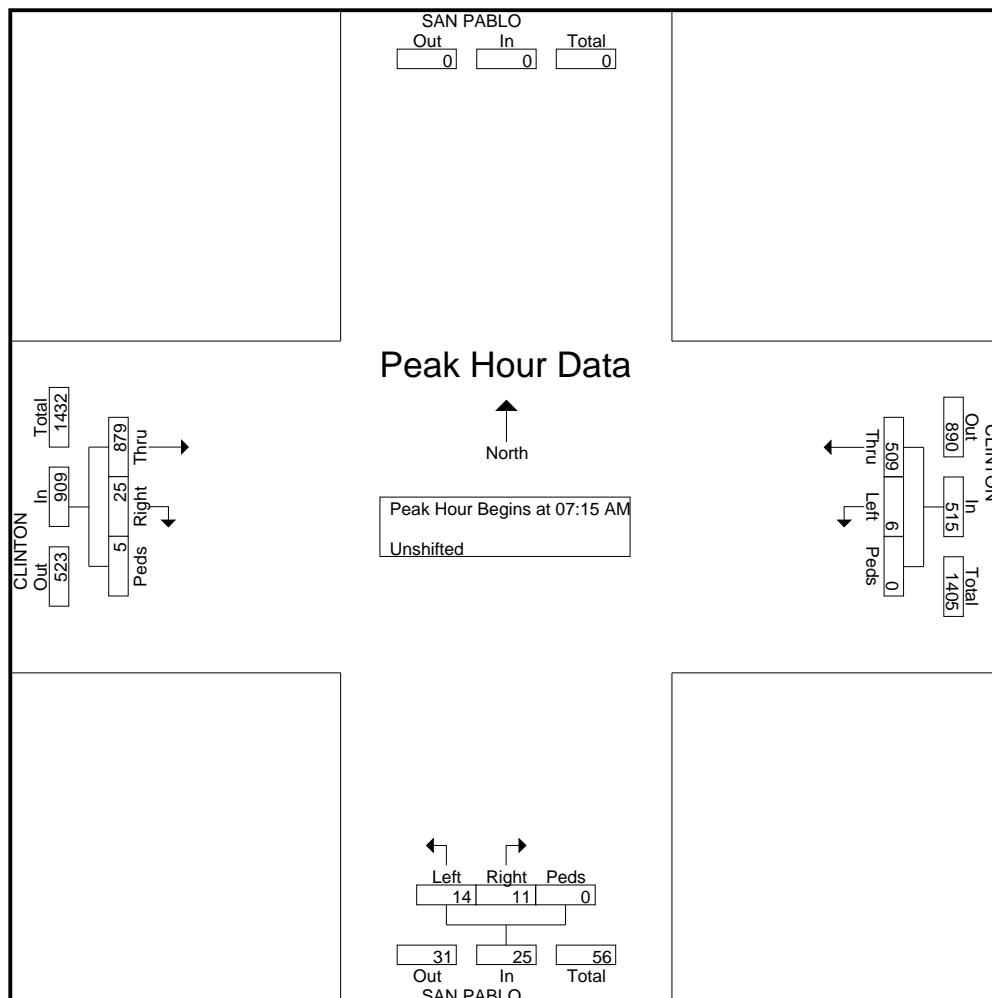 SAN PABLO
Out In Total
0 0 0
Peak Hour Data
North
Peak Hour Begins at 07:15 AM
Unshifted
CLINTON
Total In Out
1432 909 523
879 25 5
Thru Right Peds
CLINTON
Out In Total
890 515 1405
509 6 0
Thru Left Peds
Left Right Peds
14 11 0
31 25 56
Out In Total
SAN PABLO